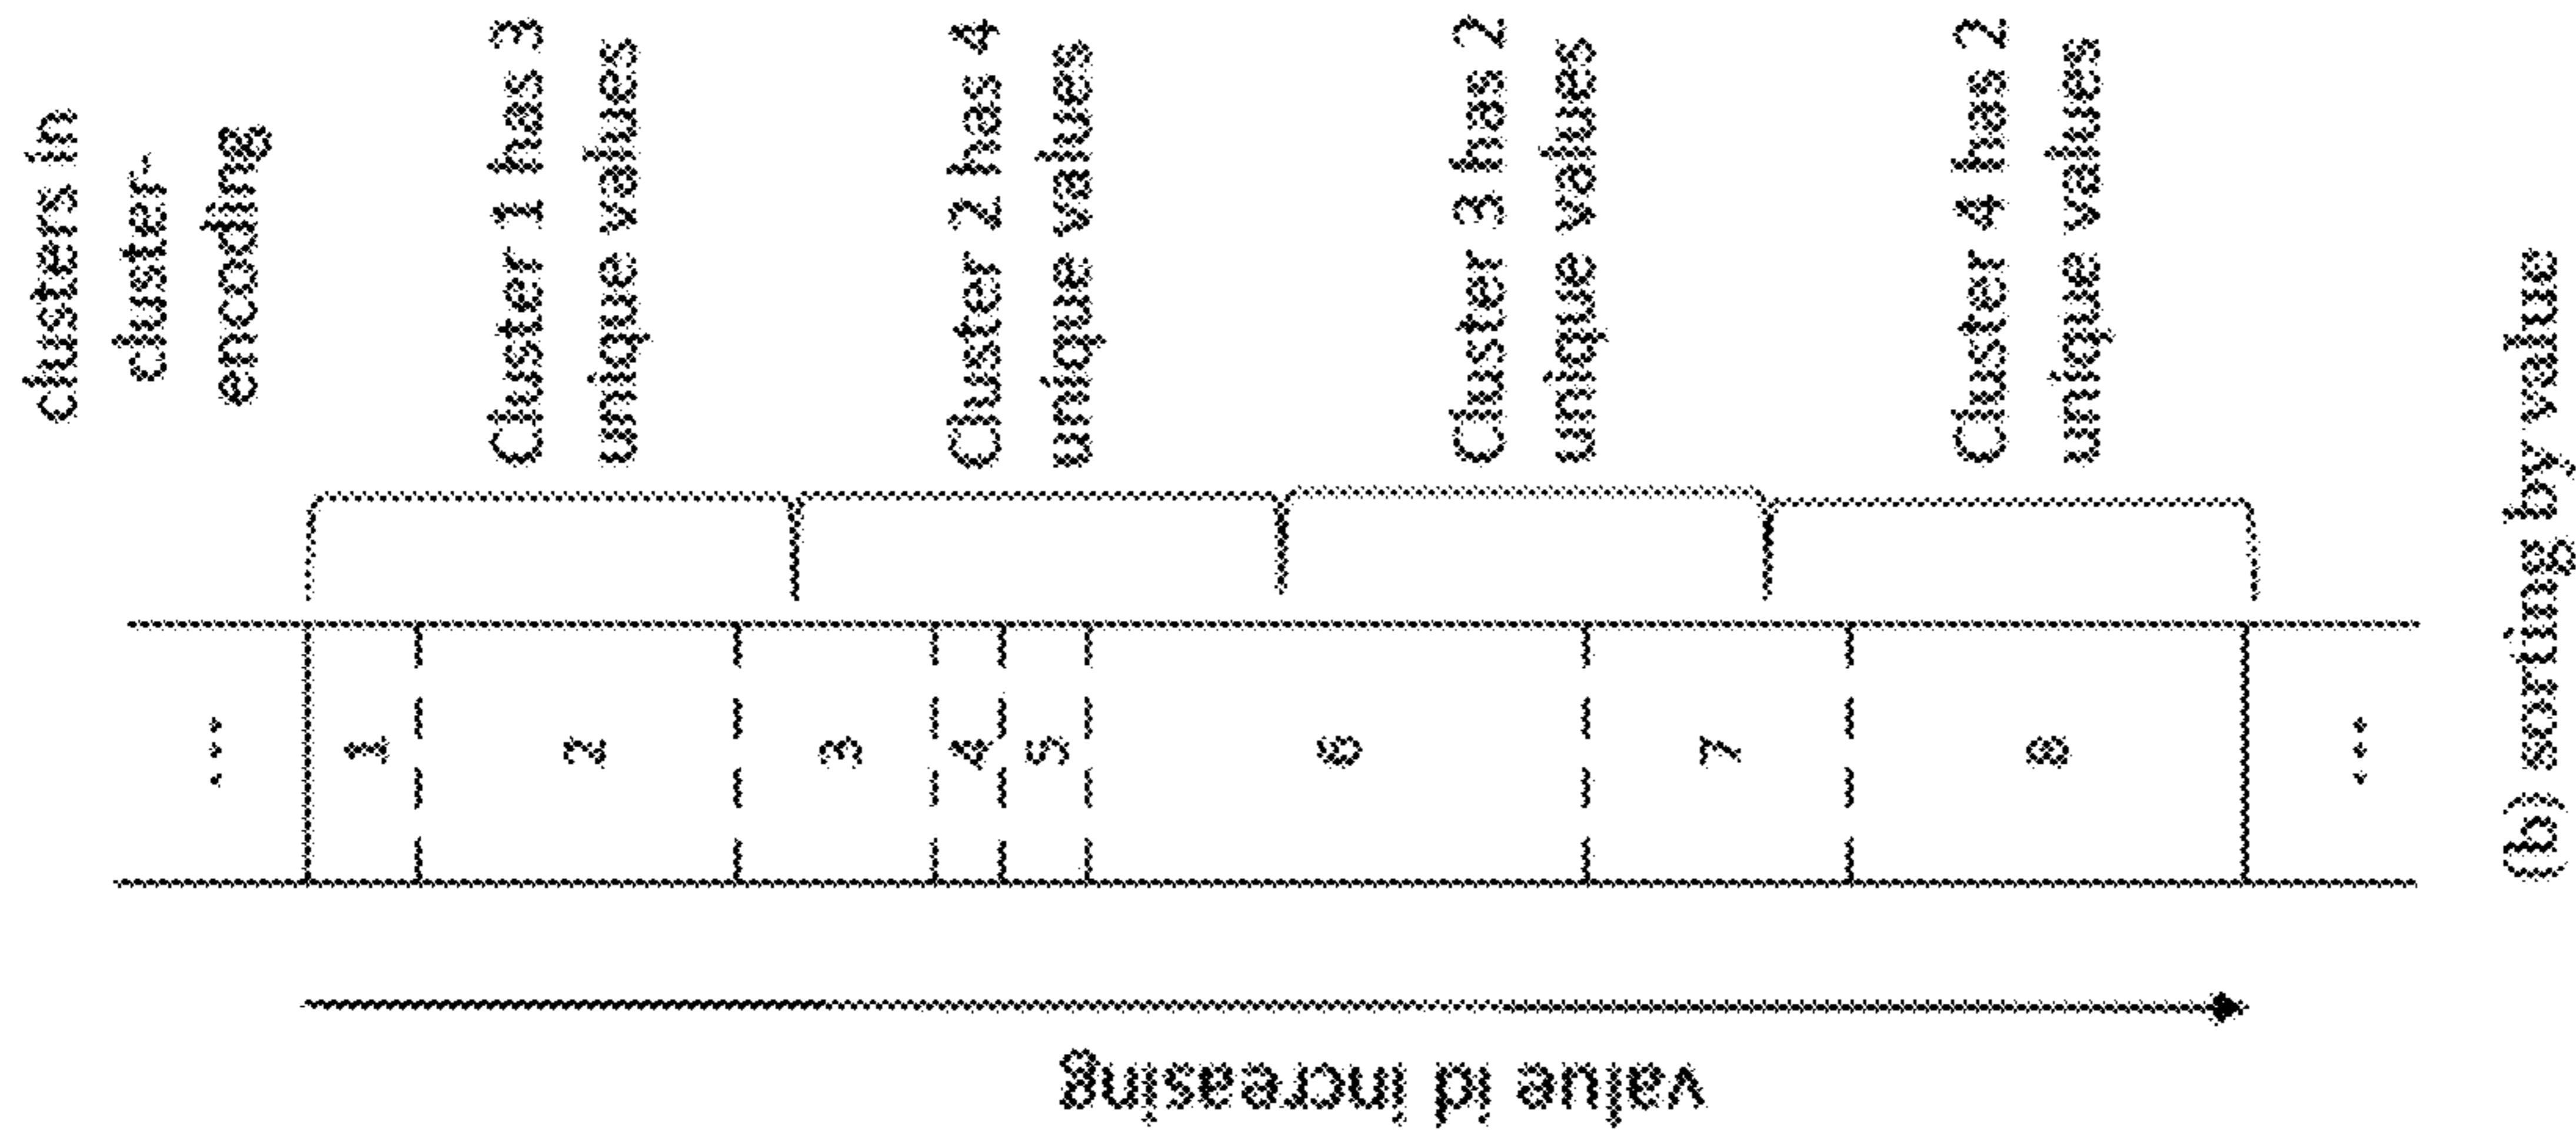 clusters in
cluster-
encoding
...
1
2
3
4
5
6
7
8
...
Cluster 1 has 3
unique values
Cluster 2 has 4
unique values
Cluster 3 has 2
unique values
Cluster 4 has 2
unique values
value id increasing
(b) sorting by value